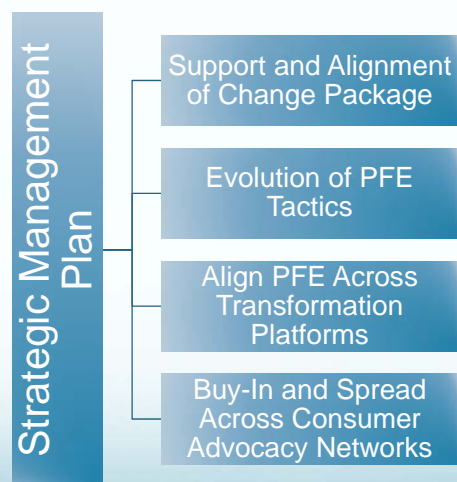 Strategic Management
Plan
Support and Alignment
of Change Package
Evolution of PFE
Tactics
Align PFE Across
Transformation
Platforms
Buy-In and Spread
Across Consumer
Advocacy Networks